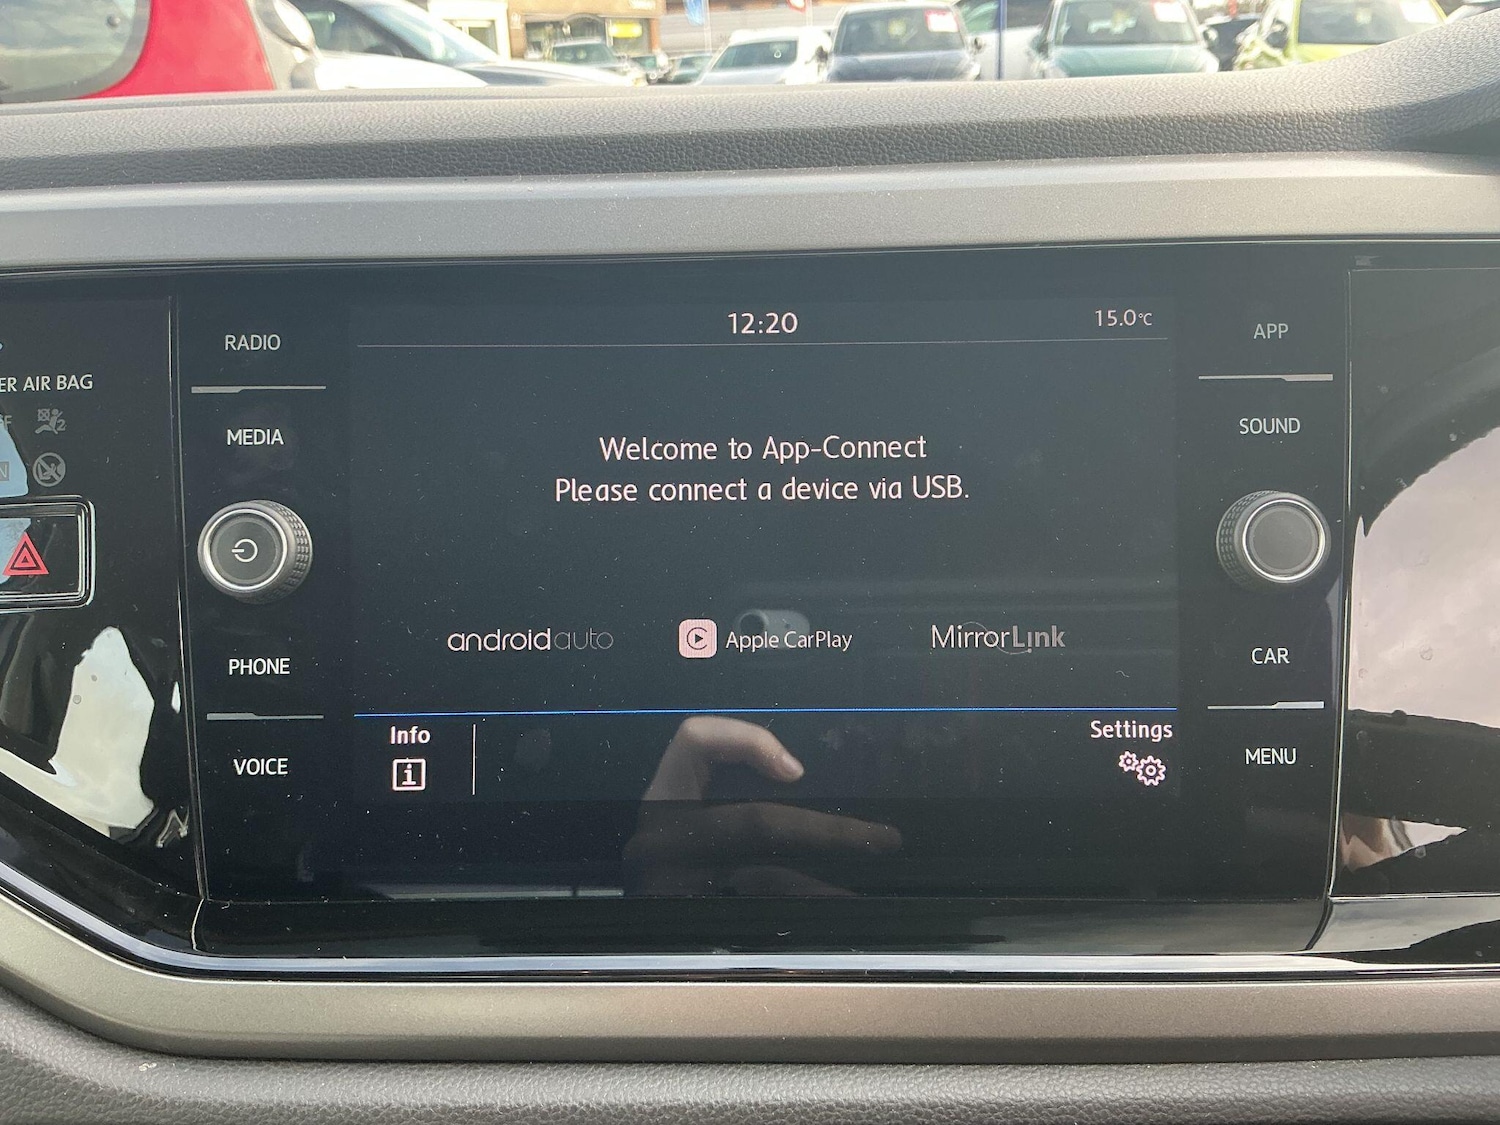 12:20
15.0°C
RADIO
MEDIA
PHONE
VOICE
ER AIR BAG
Welcome to App-Connect
Please connect a device via USB.
androidauto
Apple CarPlay
MirrorLink
Info
i
Settings
APP
SOUND
CAR
MENU